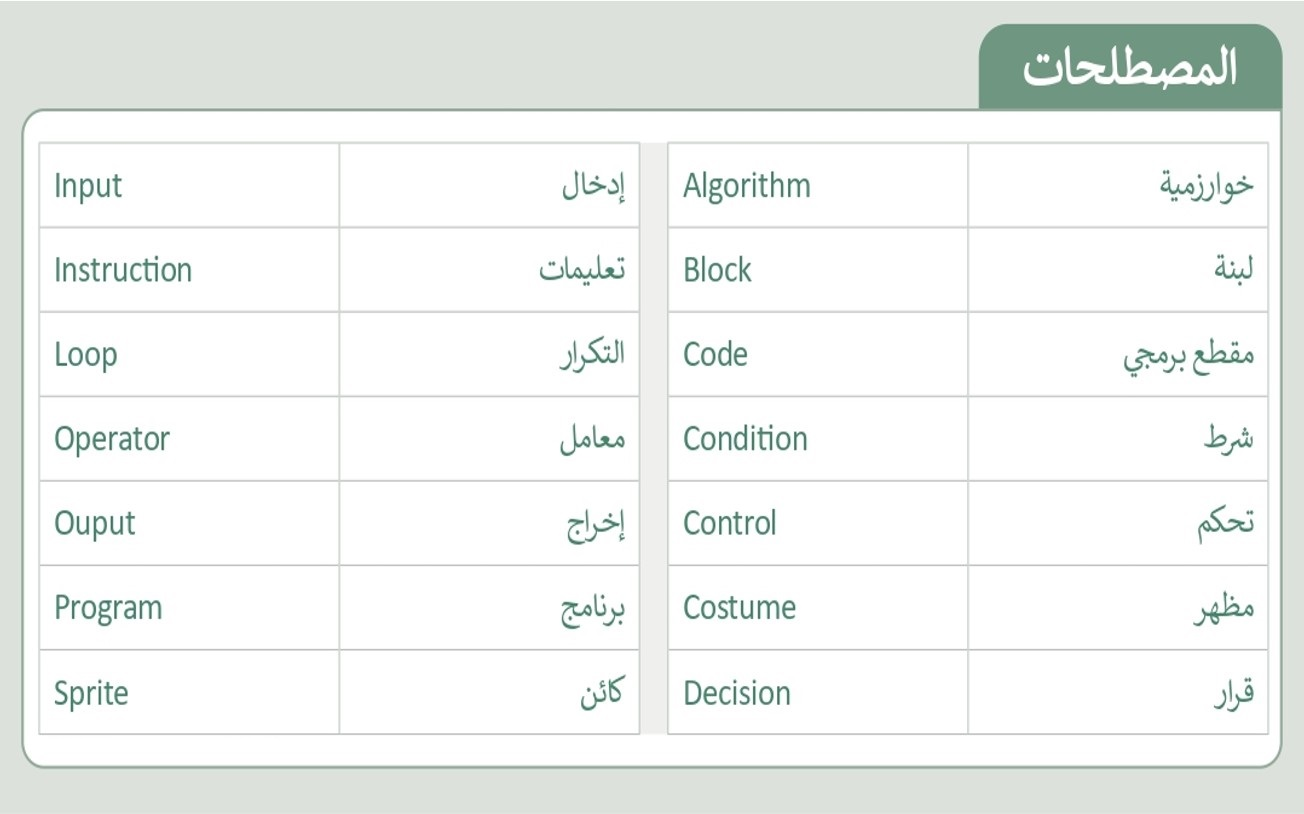 المصطلحات
خوارزمية Algorithm
لبنة Block
مقطع برمجي Code
شرط Condition
تحكم Control
مظهر Costume
قرار Decision
إدخال Input
تعليمات Instruction
التكرار Loop
معامل Operator
إخراج Ouput
برنامج Program
كائن Sprite